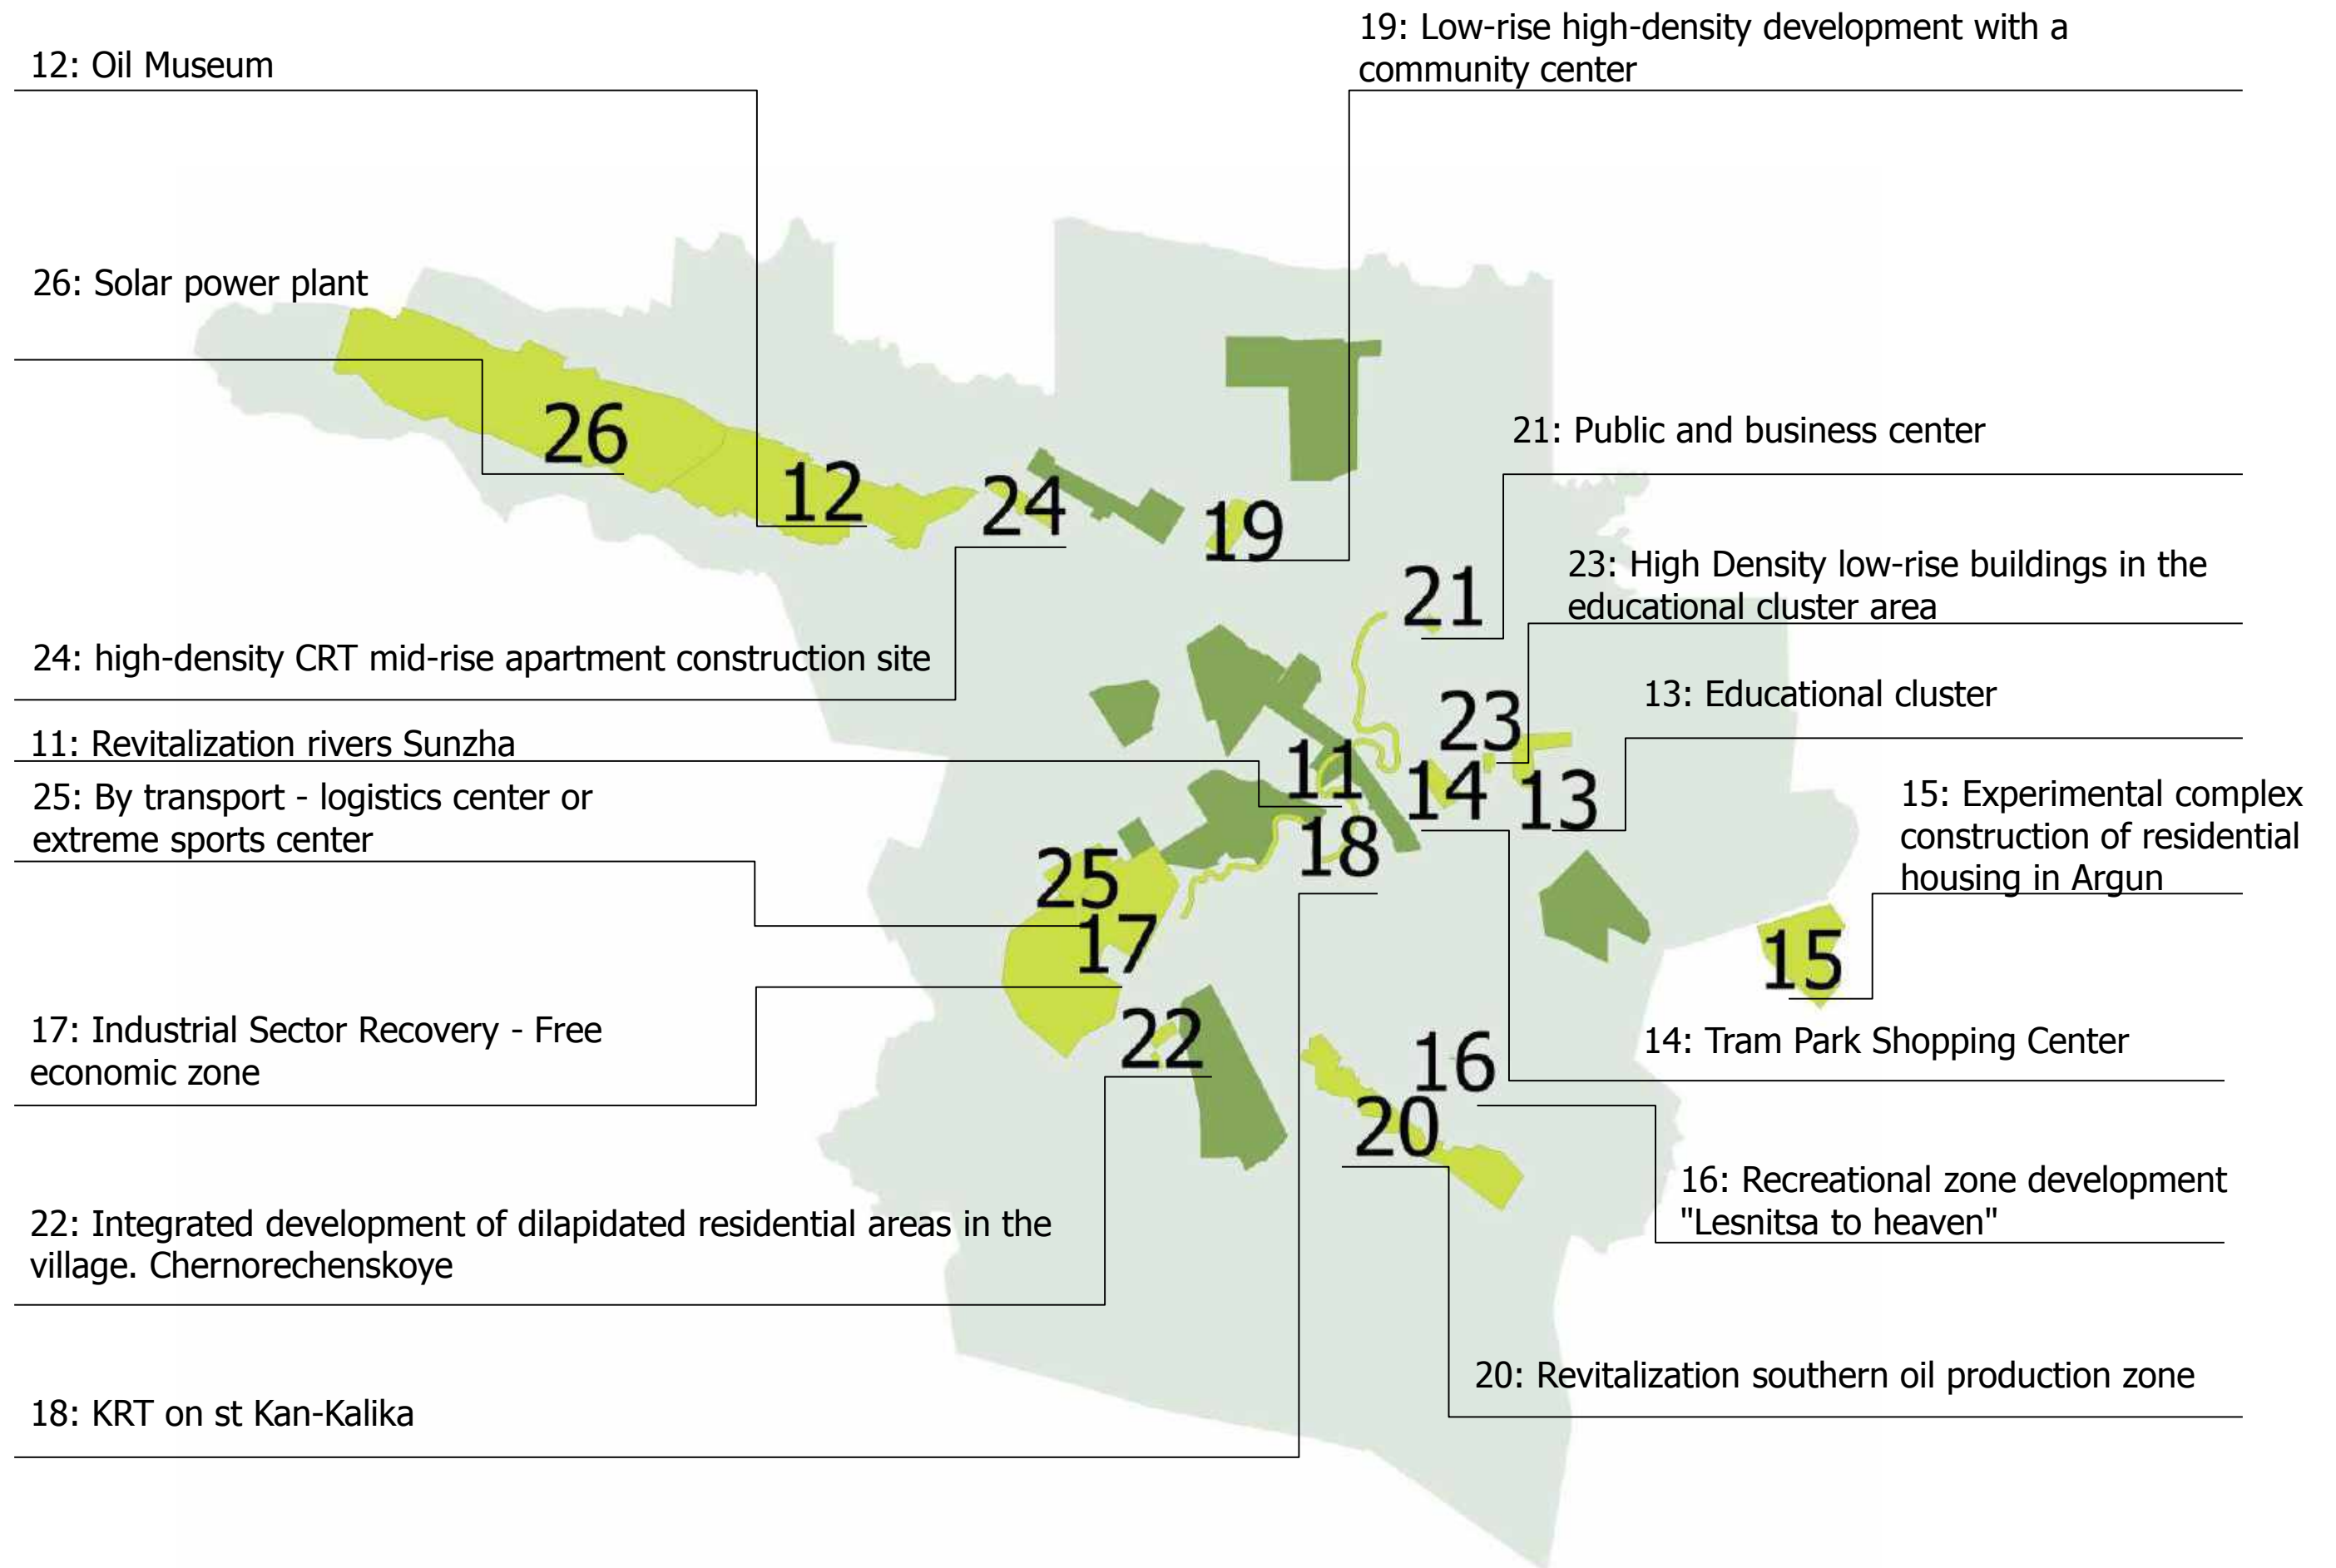 19: Low-rise high-density development with a
community center
12: Oil Museum
26: Solar power plant
21: Public and business center
23: High Density low-rise buildings in the
educational cluster area
24: high-density CRT mid-rise apartment construction site
13: Educational cluster
11: Revitalization rivers Sunzha
25: By transport - logistics center or
extreme sports center
15: Experimental complex
construction of residential
housing in Argun
17: Industrial Sector Recovery - Free
economic zone
14: Tram Park Shopping Center
16: Recreational zone development
"Lesnitsa to heaven"
22: Integrated development of dilapidated residential areas in the
village. Chernorechenskoye
20: Revitalization southern oil production zone
18: KRT on st Kan-Kalika
26
12
24
19
21
23
11
14
13
18
25
17
15
22
16
20